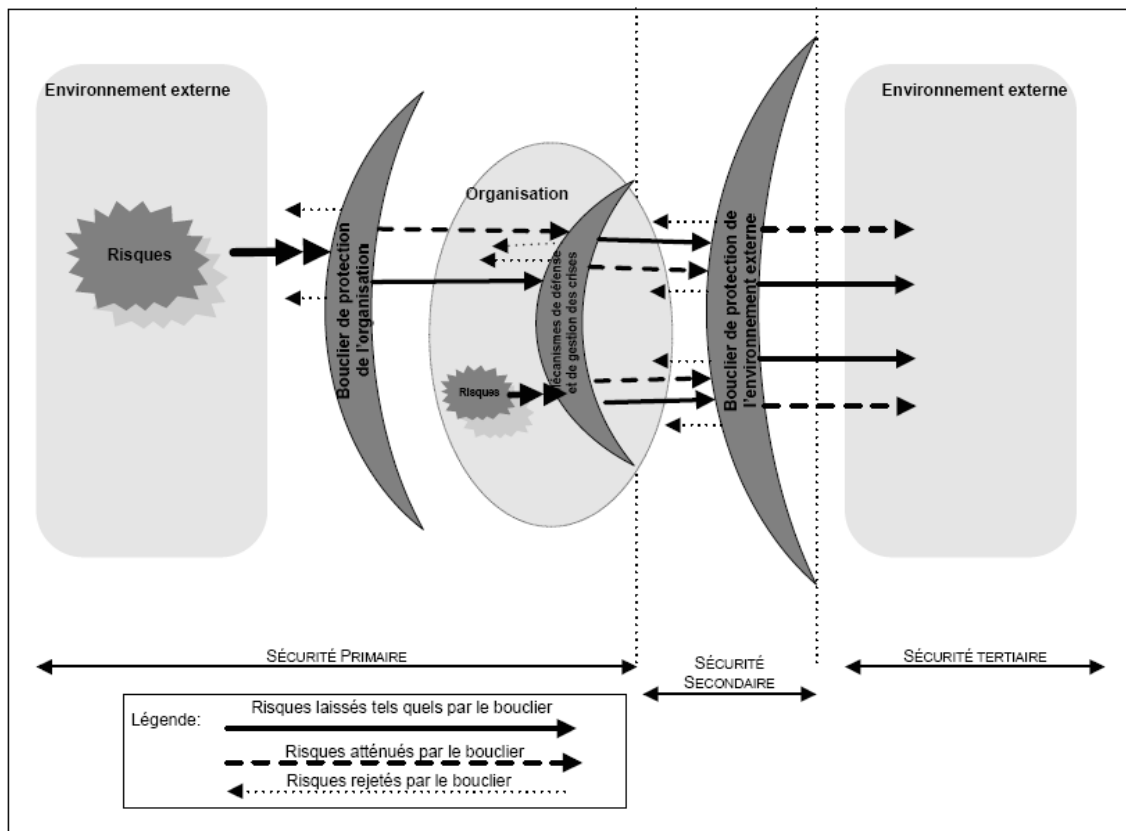 Environnement externe
Environnement externe
Organisation
Risques
Bouclier de protection
de l'organisation
Mécanismes de défense
et de gestion des crises
Risques
Bouclier de protection de
l'environnement externe
SÉCURITÉ PRIMAIRE
SÉCURITÉ
SECONDAIRE
SÉCURITÉ TERTIAIRE
Légende:
Risques laissés tels quels par le bouclier
Risques atténués par le bouclier
Risques rejetés par le bouclier